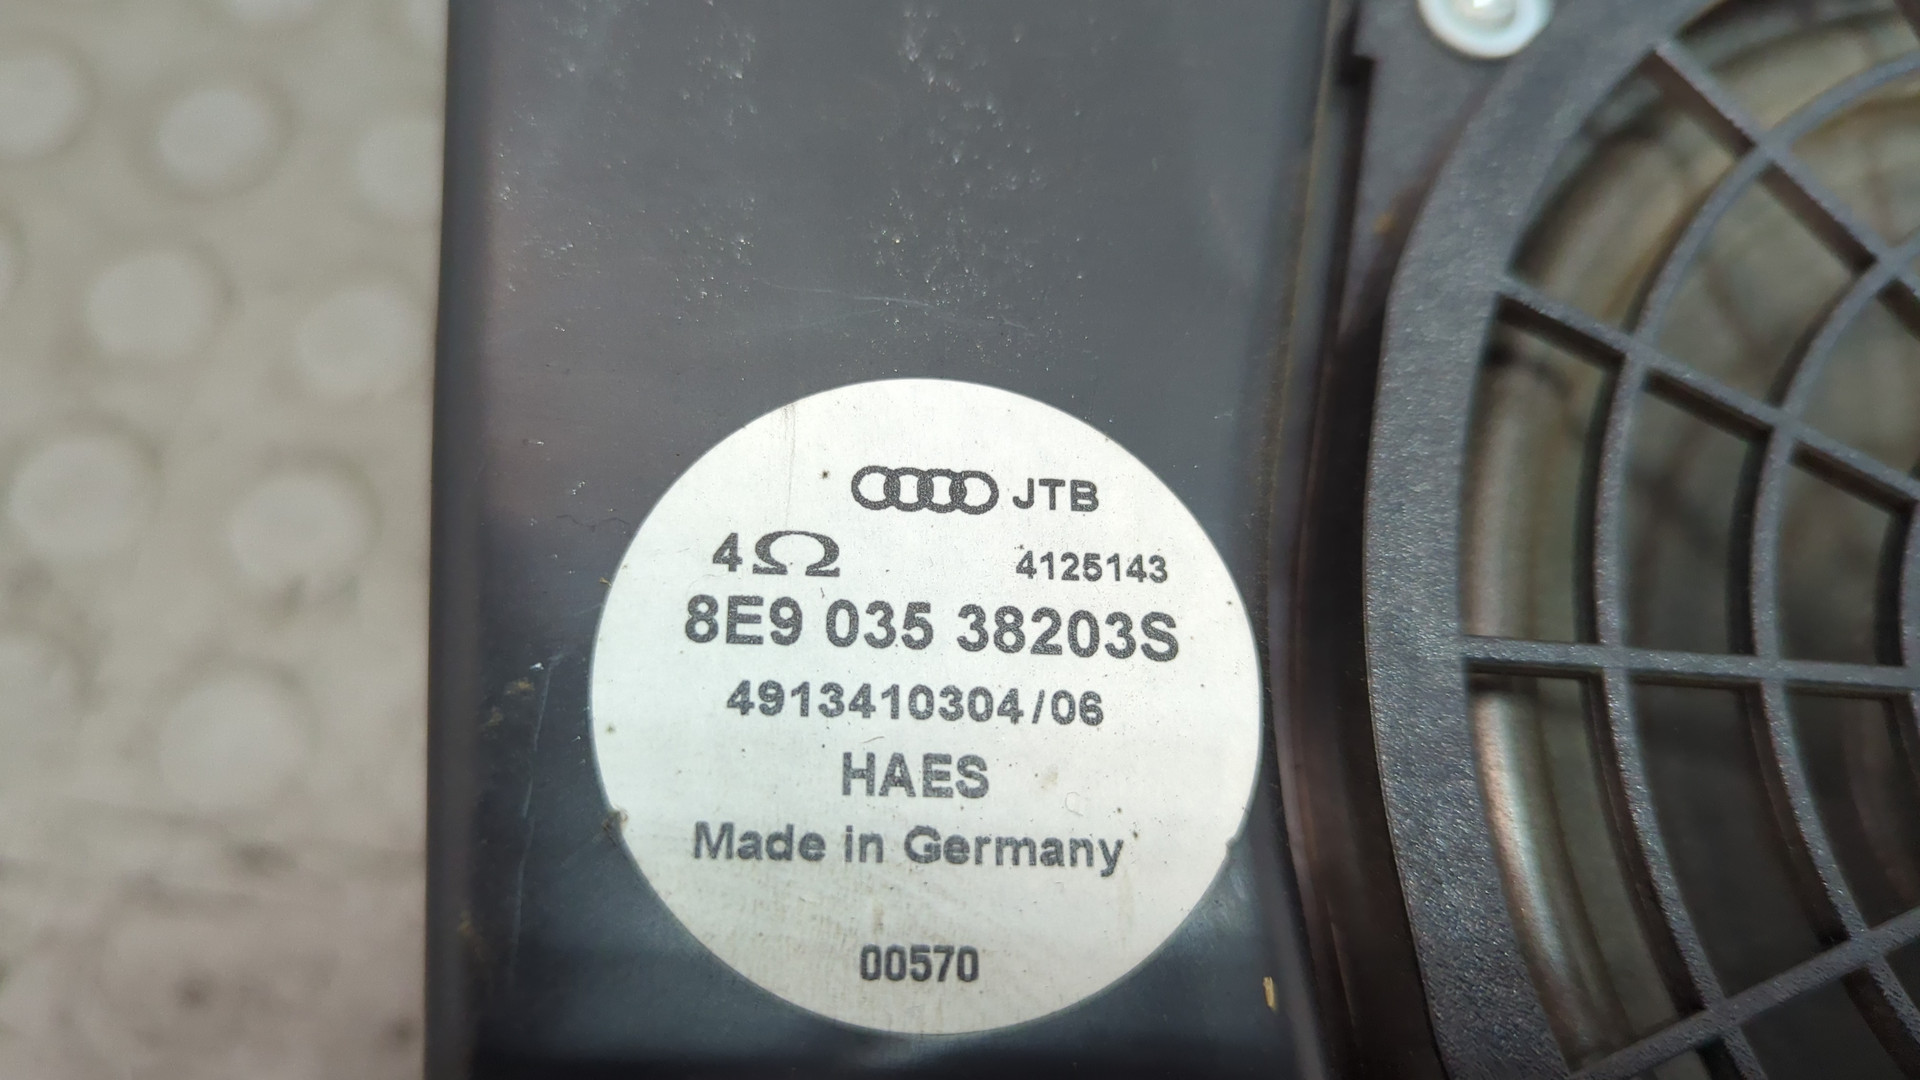 JTB
4Ω 4125143
8E9 035 38203S
4913410304/06
HAES
Made in Germany
00570